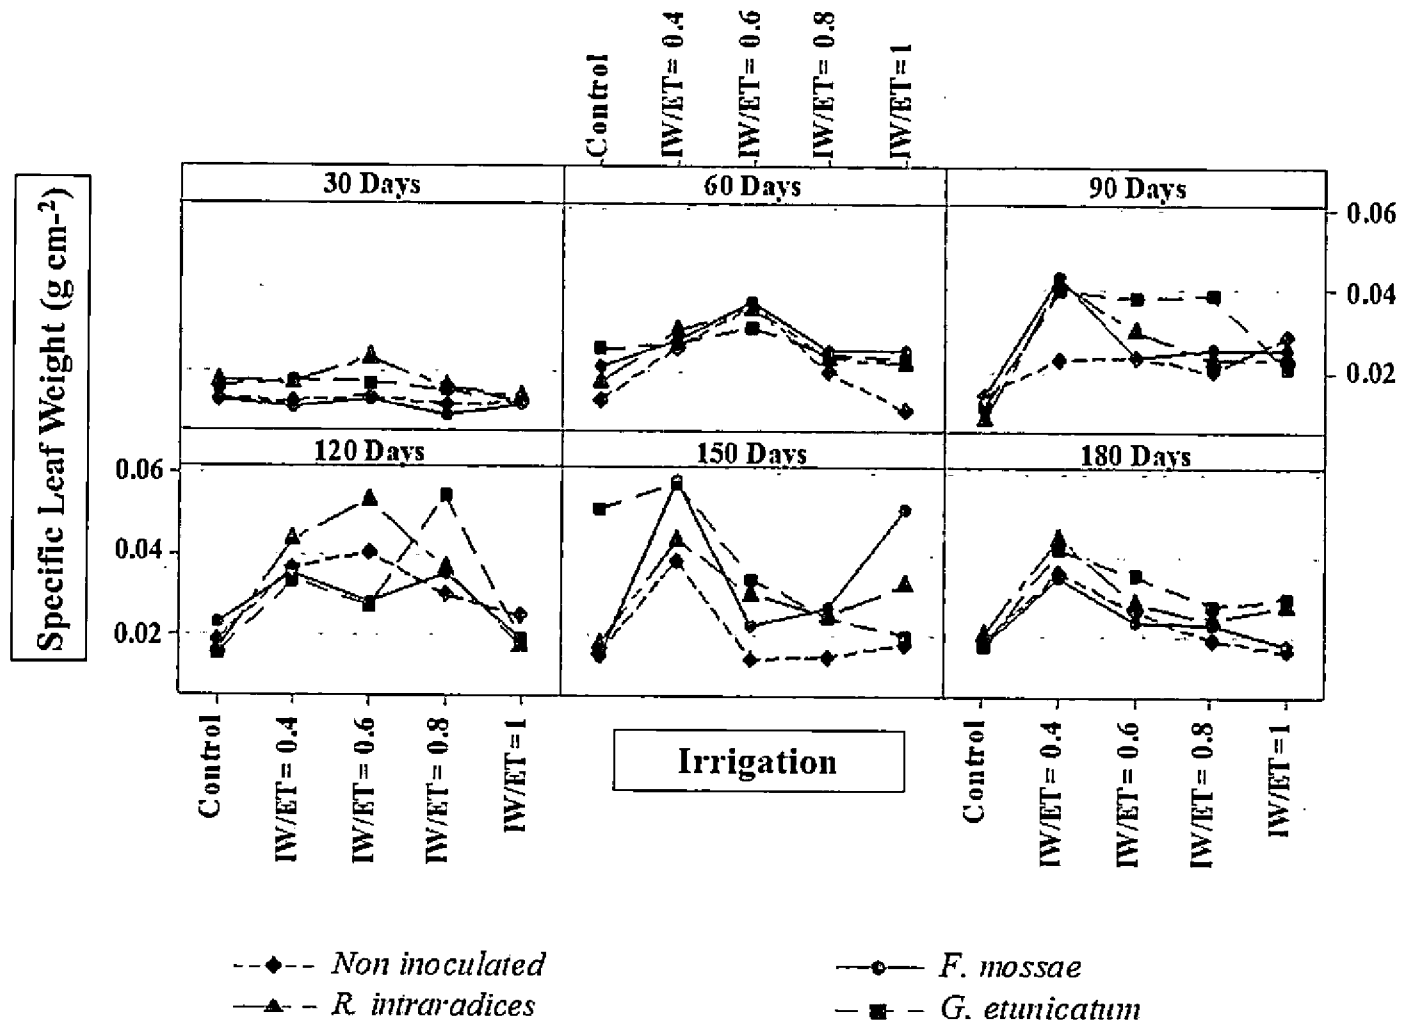 Control
IW/ET= 0.4
IW/ET= 0.6
IW/ET= 0.8
IW/ET= 1
30 Days
60 Days
90 Days
Specific Leaf Weight (g cm-2)
0.06
0.04
0.02
120 Days
150 Days
180 Days
0.06
0.04
0.02
Control
IW/ET= 0.4
IW/ET= 0.6
IW/ET= 0.8
IW/ET= 1
Irrigation
Control
IW/ET= 0.4
IW/ET= 0.6
IW/ET= 0.8
IW/ET= 1
Non inoculated
F. mossae
R. intraradices
G. etunicatum